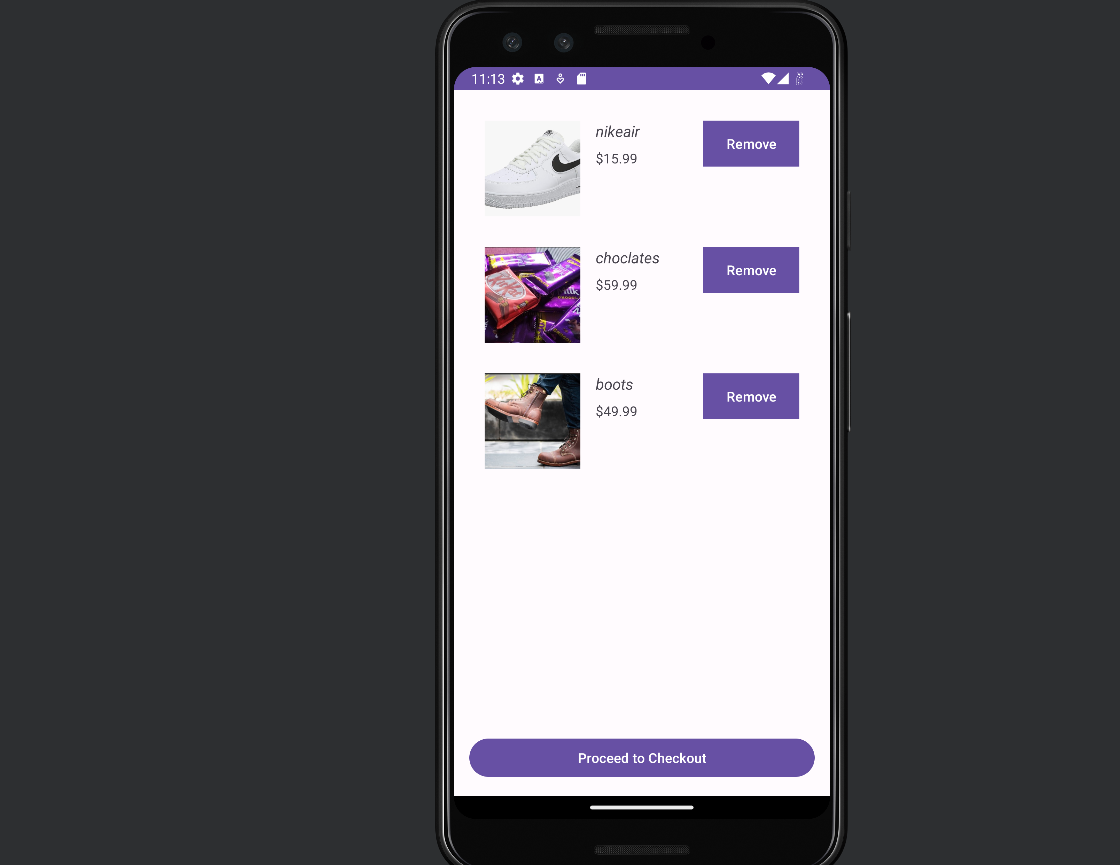 11:13
nikeair
$15.99
Remove
choclates
$59.99
Remove
boots
$49.99
Remove
Proceed to Checkout